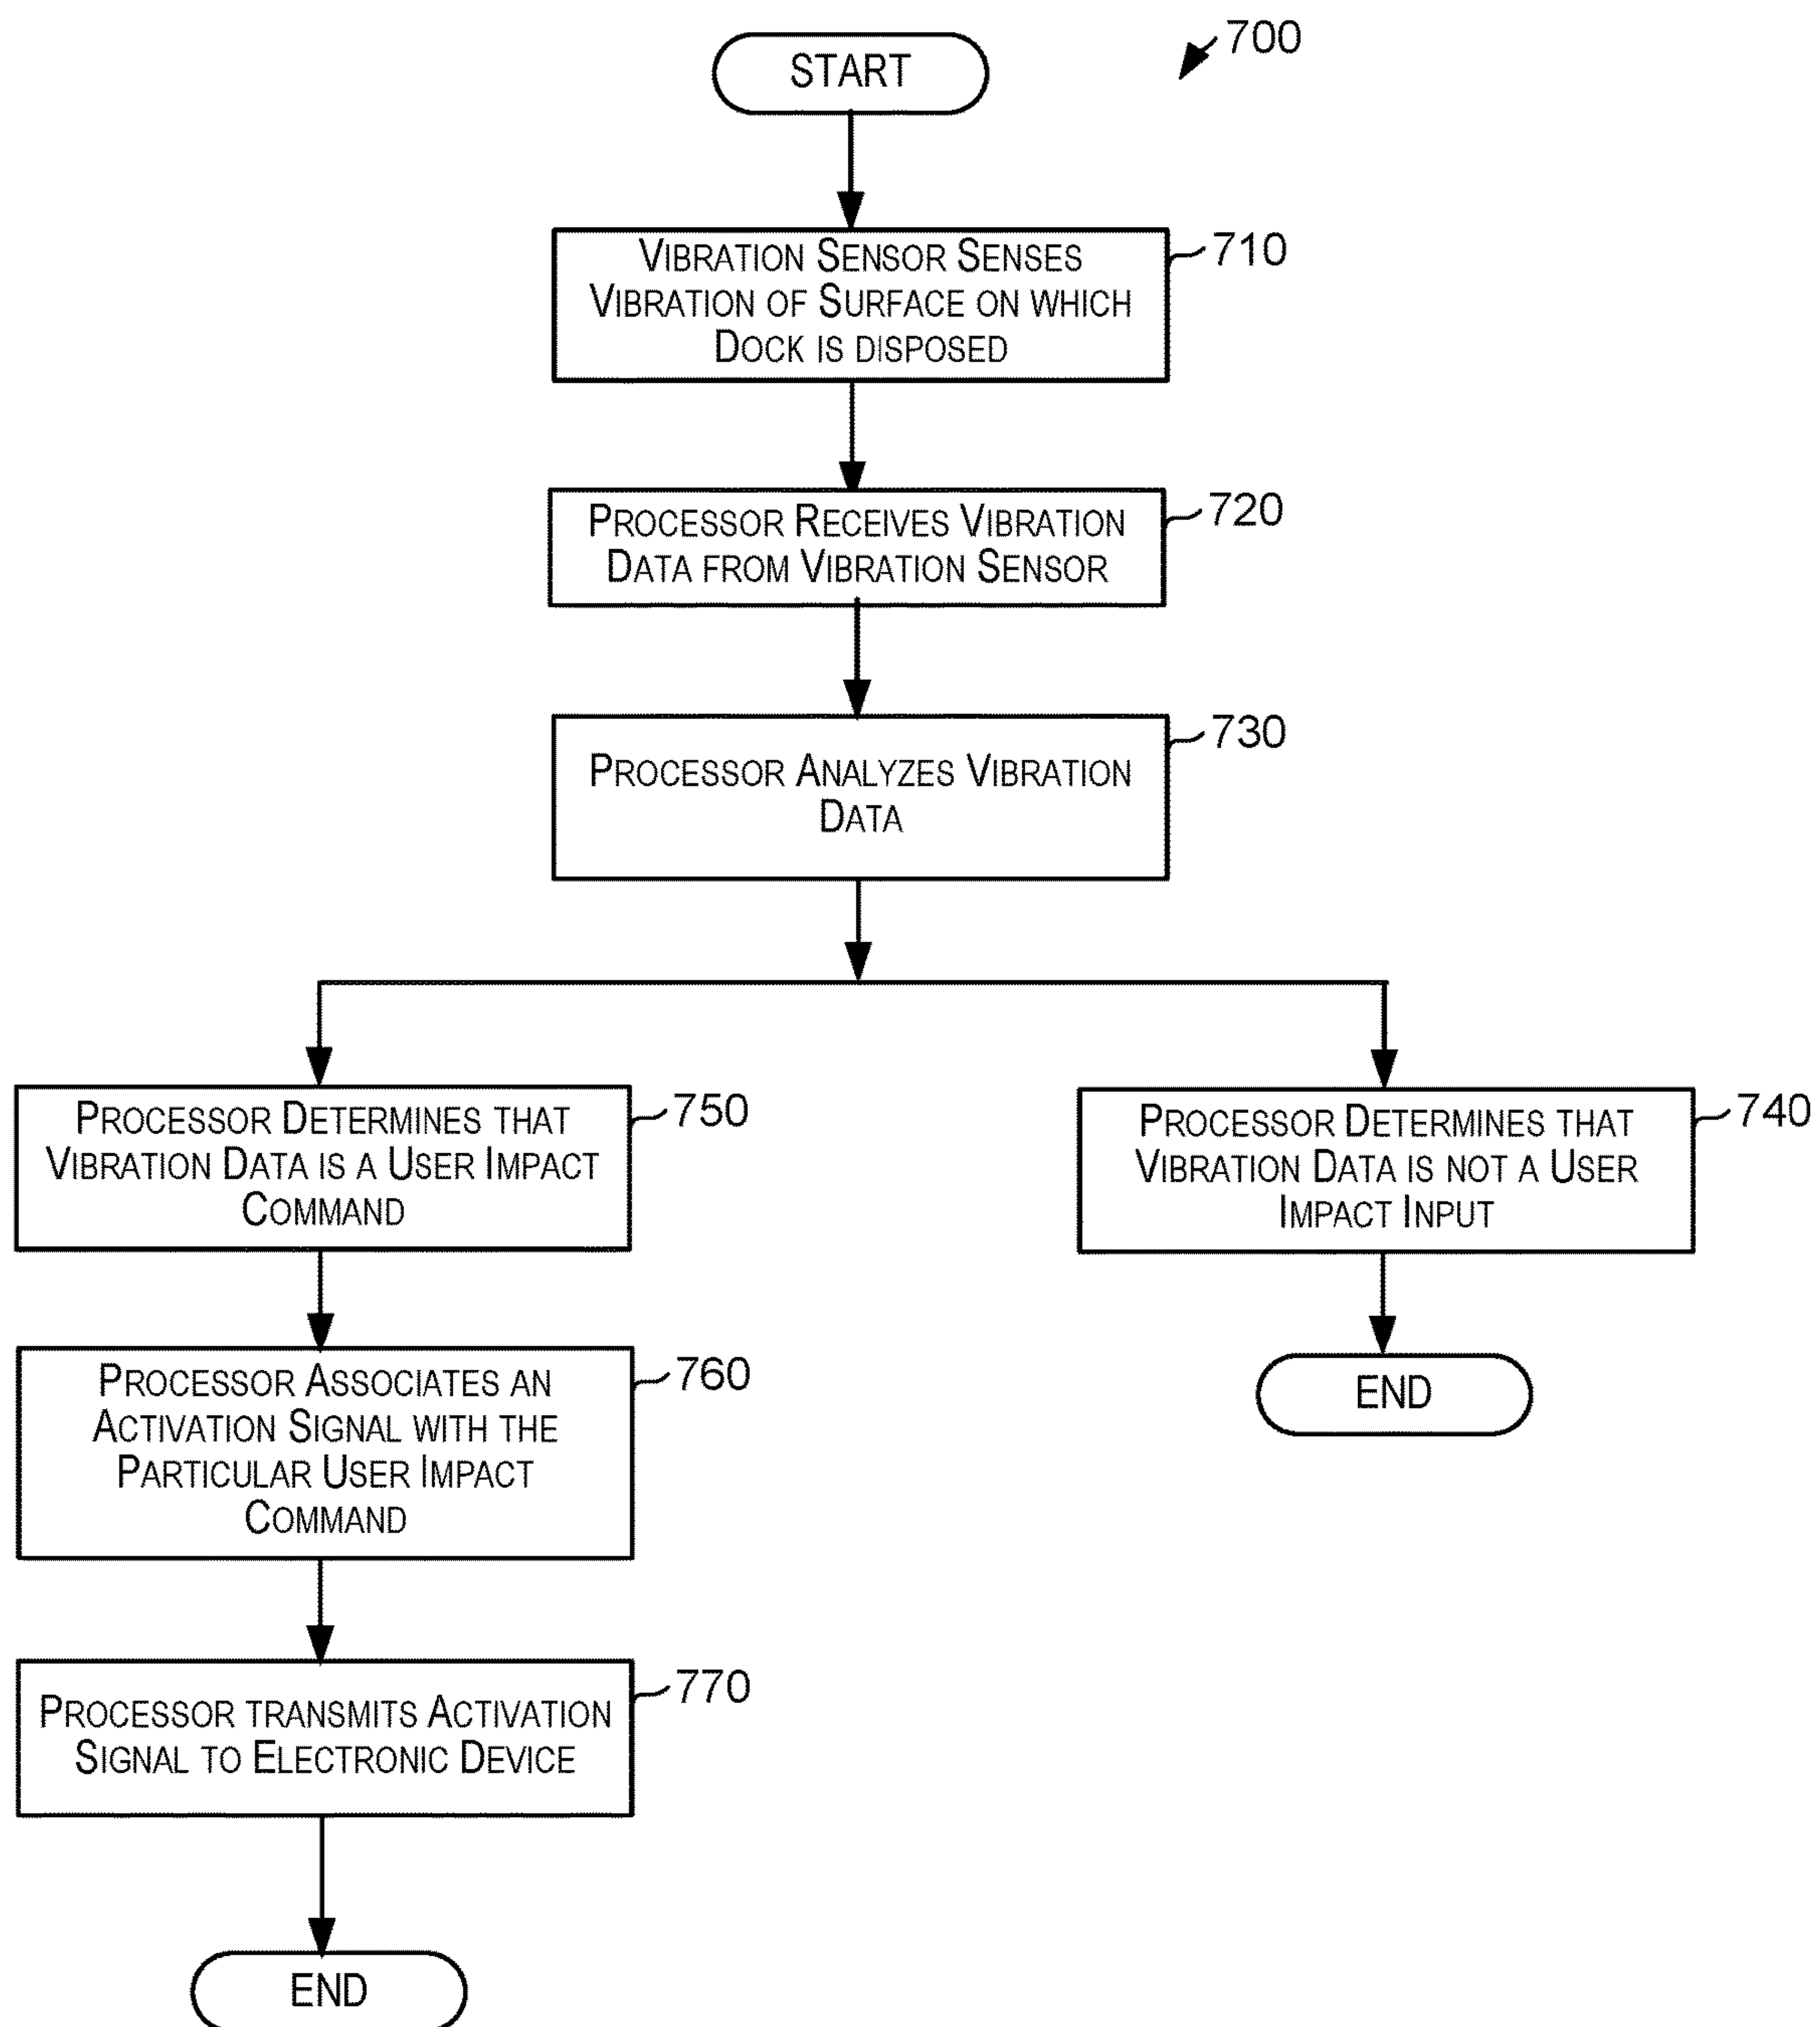 START
700
VIBRATION SENSOR SENSES
VIBRATION OF SURFACE ON WHICH
DOCK IS DISPOSED
710
PROCESSOR RECEIVES VIBRATION
DATA FROM VIBRATION SENSOR
720
PROCESSOR ANALYZES VIBRATION
DATA
730
PROCESSOR DETERMINES THAT
VIBRATION DATA IS A USER IMPACT
COMMAND
750
PROCESSOR DETERMINES THAT
VIBRATION DATA IS NOT A USER
IMPACT INPUT
740
PROCESSOR ASSOCIATES AN
ACTIVATION SIGNAL WITH THE
PARTICULAR USER IMPACT
COMMAND
760
END
PROCESSOR TRANSMITS ACTIVATION
SIGNAL TO ELECTRONIC DEVICE
770
END